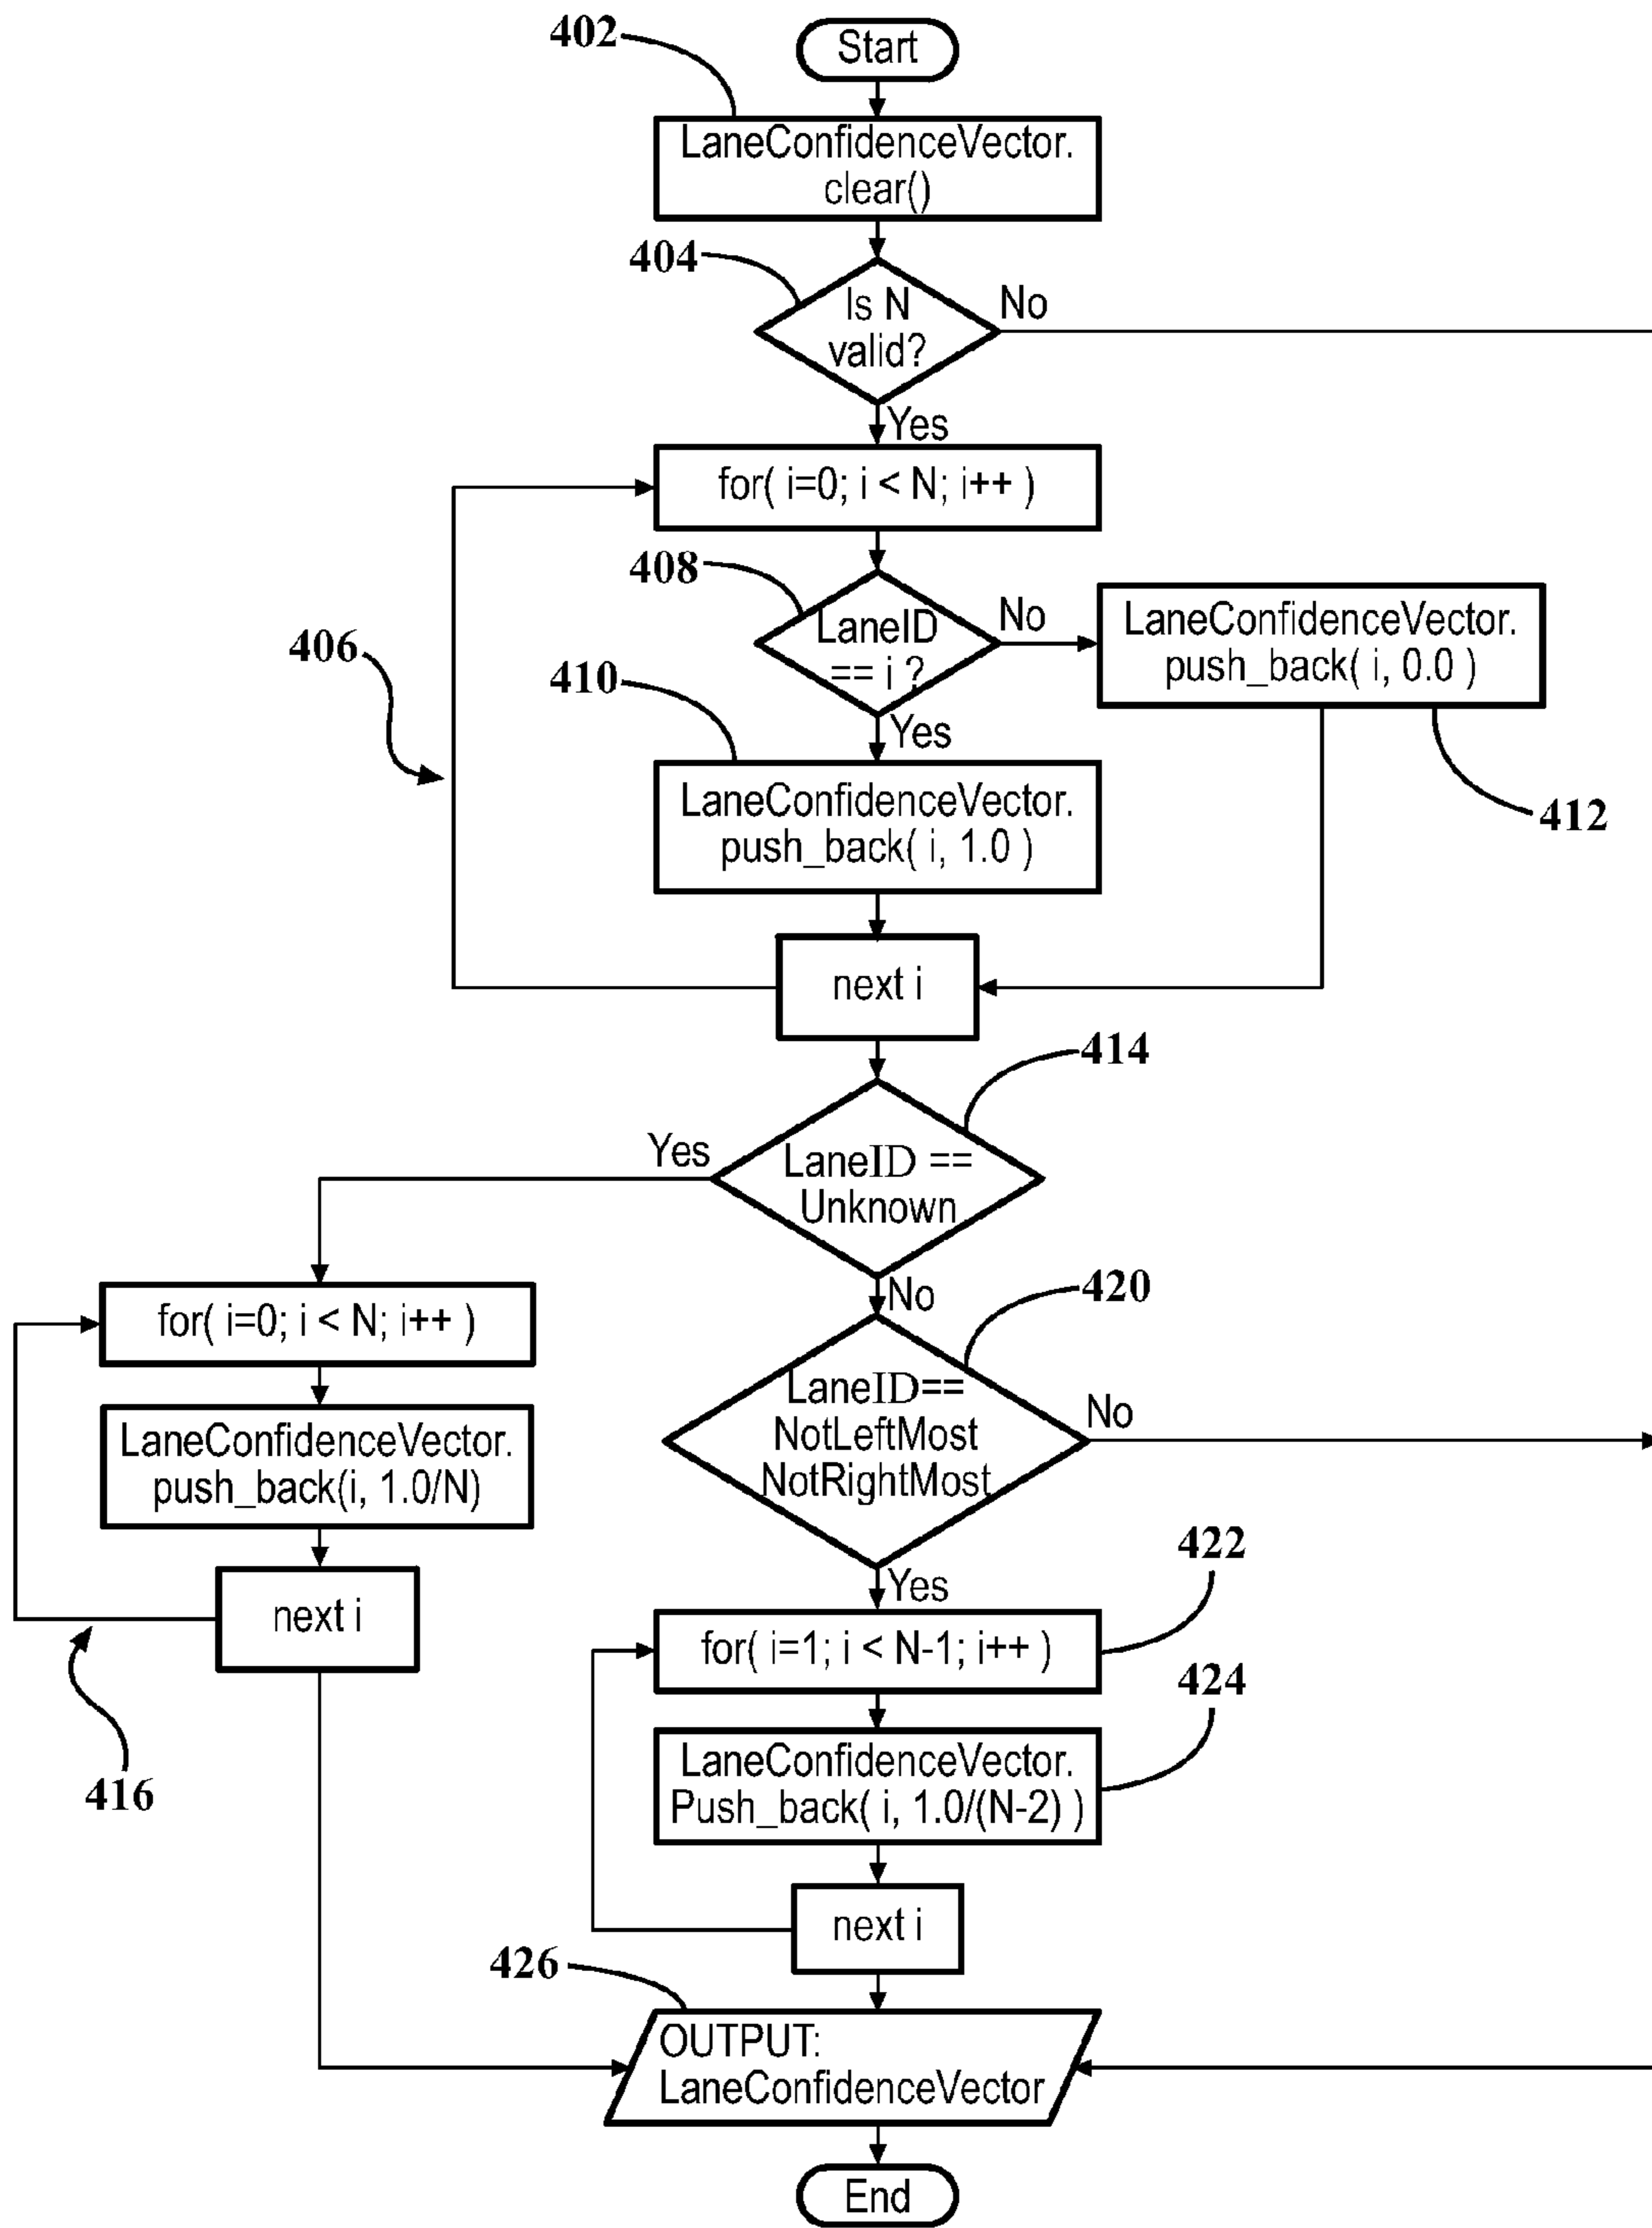 402
Start
LaneConfidenceVector.
clear()
404
Is N
valid?
No
Yes
for( i=0; i < N; i++ )
408
LaneID
== i ?
No
LaneConfidenceVector.
push_back( i, 0.0 )
406
410
Yes
412
LaneConfidenceVector.
push_back( i, 1.0 )
next i
414
Yes
LaneID ==
Unknown
No
420
for( i=0; i < N; i++ )
LaneID==
NotLeftMost
NotRightMost
No
LaneConfidenceVector.
push_back(i, 1.0/N)
next i
416
Yes
422
for( i=1; i < N-1; i++ )
424
LaneConfidenceVector.
Push_back( i, 1.0/(N-2) )
next i
426
OUTPUT:
LaneConfidenceVector
End